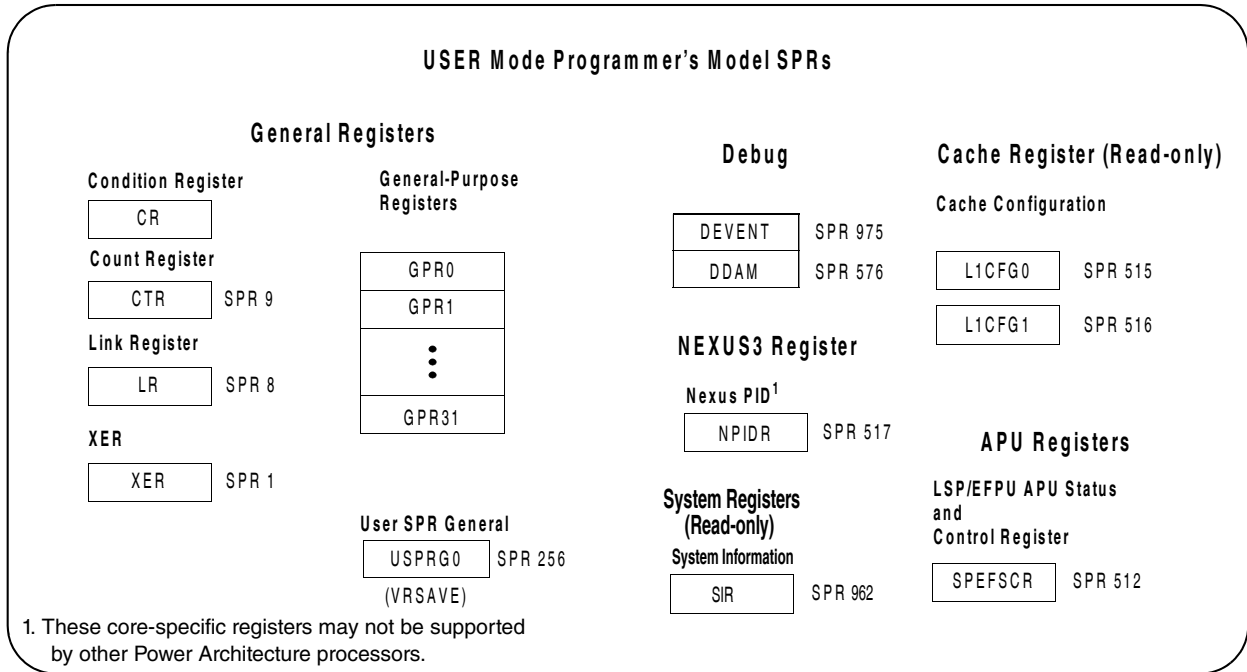 USER Mode Programmer's Model SPRs
General Registers
Condition Register
CR
Count Register
CTR SPR 9
Link Register
LR SPR 8
XER
XER SPR 1
General-Purpose
Registers
GPR0
GPR1
GPR31
User SPR General
USPRG0 SPR 256
(VRSAVE)
Debug
DEVENT SPR 975
DDAM SPR 576
NEXUS3 Register
Nexus PID1
NPIDR SPR 517
System Registers
(Read-only)
System Information
SIR SPR 962
Cache Register (Read-only)
Cache Configuration
L1CFG0 SPR 515
L1CFG1 SPR 516
APU Registers
LSP/EFPU APU Status
and
Control Register
SPEFSCR SPR 512
1. These core-specific registers may not be supported
by other Power Architecture processors.